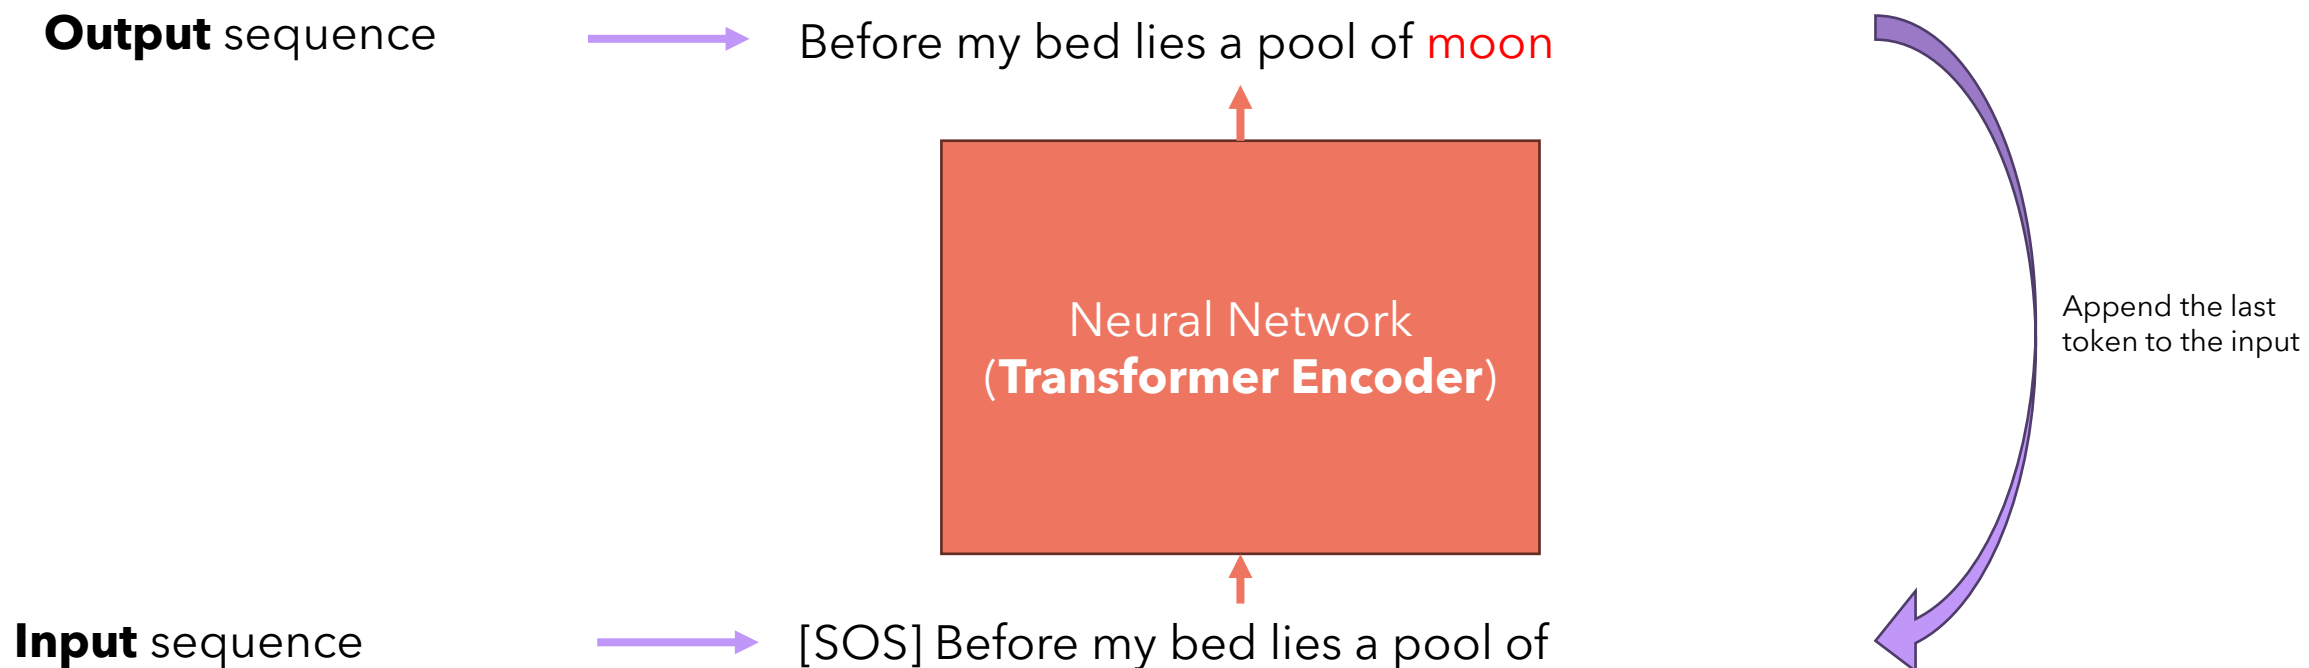 Output sequence
Before my bed lies a pool of moon
Neural Network
(Transformer Encoder)
Append the last
token to the input
Input sequence
[SOS] Before my bed lies a pool of